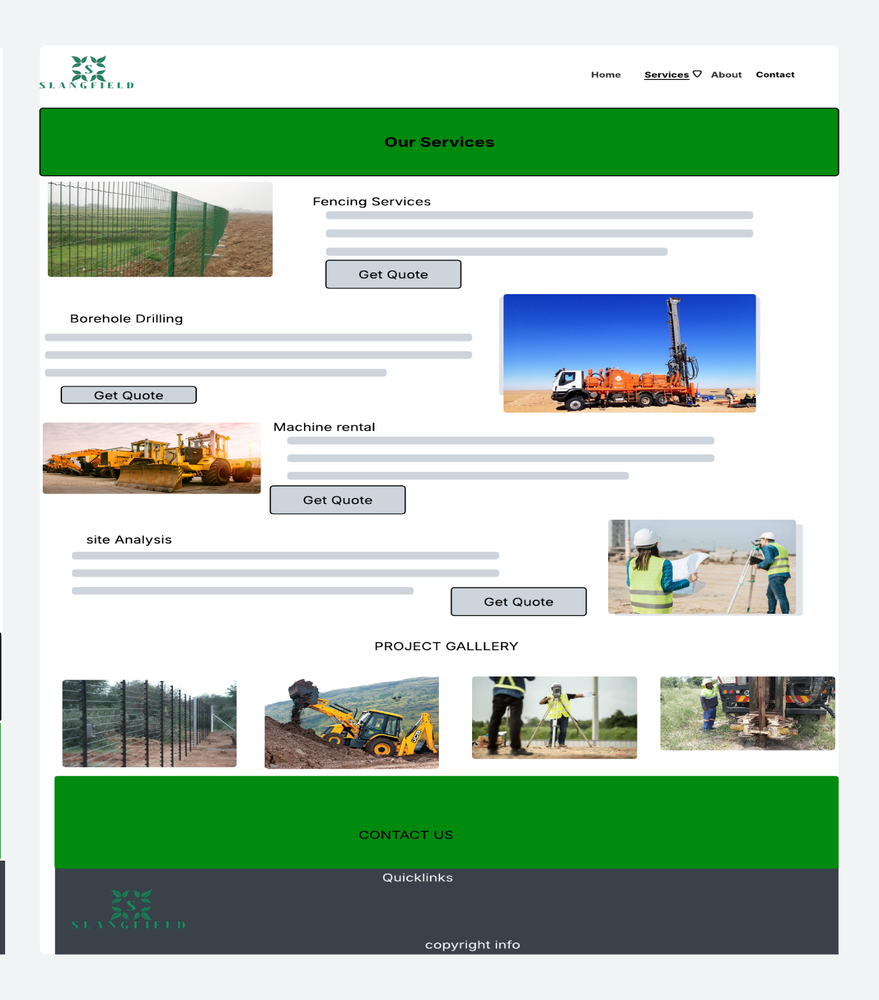 S
SLANGFIELD
Home Services About Contact
Our Services
Fencing Services
Get Quote
Borehole Drilling
Get Quote
Machine rental
Get Quote
site Analysis
Get Quote
PROJECT GALLLERY
JCB
CONTACT US
Quicklinks
S
SLANGFIELD
copyright info